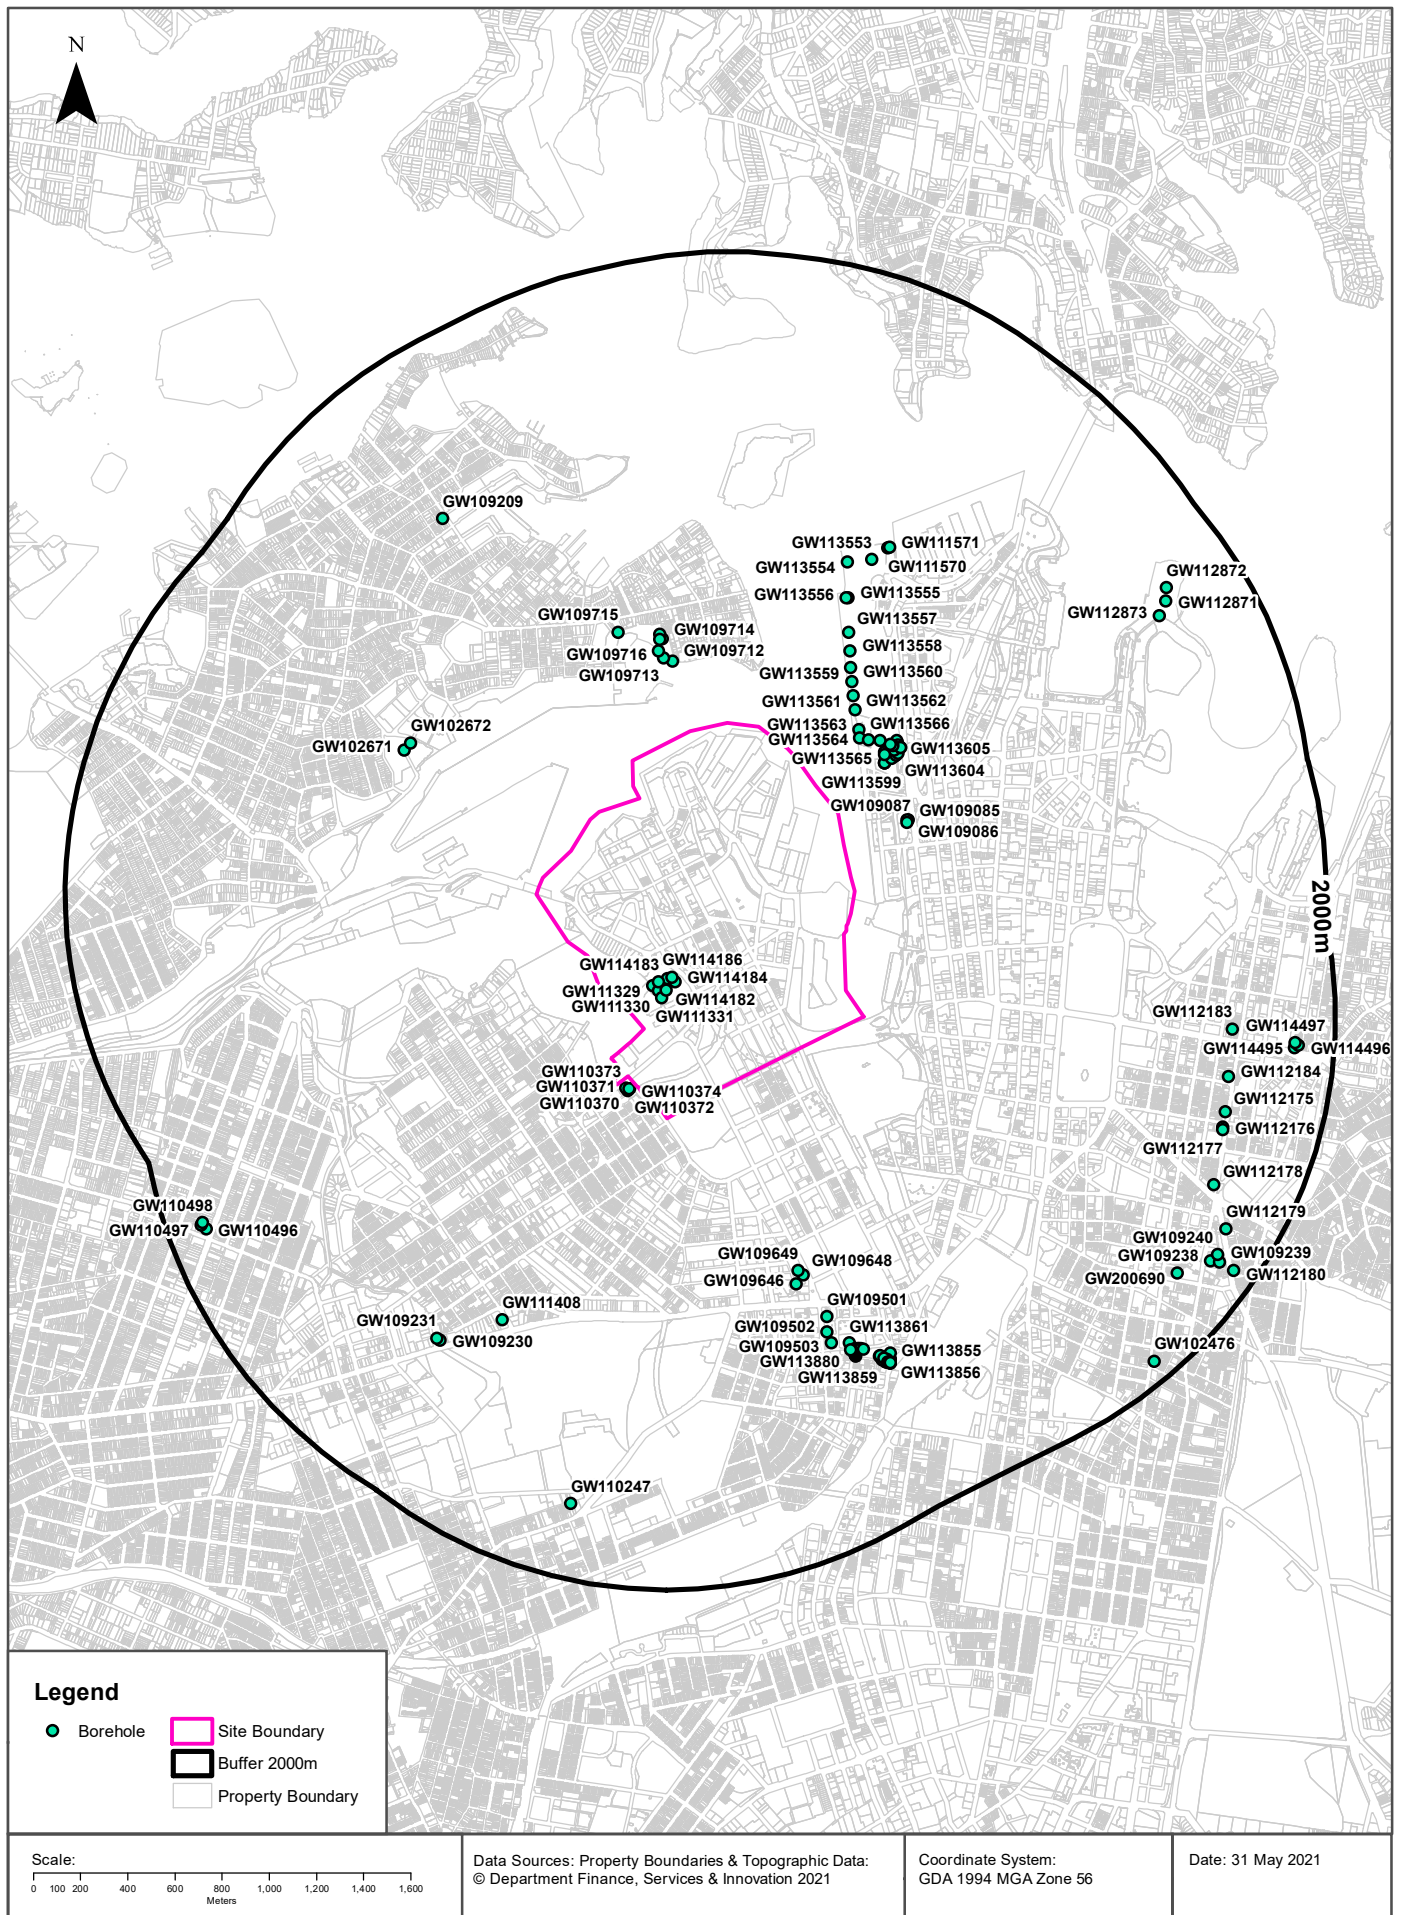 N
GW109209
GW113553
GW111571
GW113554
GW111570
GW113556
GW113555
GW112872
GW112871
GW112873
GW109715
GW109714
GW113557
GW109716
GW109712
GW113558
GW109713
GW113559
GW113560
GW113561
GW113562
GW102672
GW102671
GW113563
GW113566
GW113564
GW113605
GW113565
GW113604
GW113599
GW109087
GW109085
GW109086
2000m
GW114186
GW114183
GW114184
GW111329
GW114182
GW111330
GW111331
GW112183
GW114497
GW114495
GW114496
GW112184
GW110373
GW110371
GW110374
GW110370
GW110372
GW112175
GW112176
GW112177
GW112178
GW110498
GW110497
GW110496
GW112179
GW109240
GW109238
GW109239
GW200690
GW112180
GW109649
GW109648
GW109646
GW111408
GW109231
GW109230
GW109501
GW109502
GW113861
GW109503
GW113855
GW113880
GW113856
GW113859
GW102476
GW110247
Legend
Borehole
Site Boundary
Buffer 2000m
Property Boundary
Scale:
0 100 200 400 600 800 1,000 1,200 1,400 1,600
Meters
Data Sources: Property Boundaries & Topographic Data:
© Department Finance, Services & Innovation 2021
Coordinate System:
GDA 1994 MGA Zone 56
Date: 31 May 2021